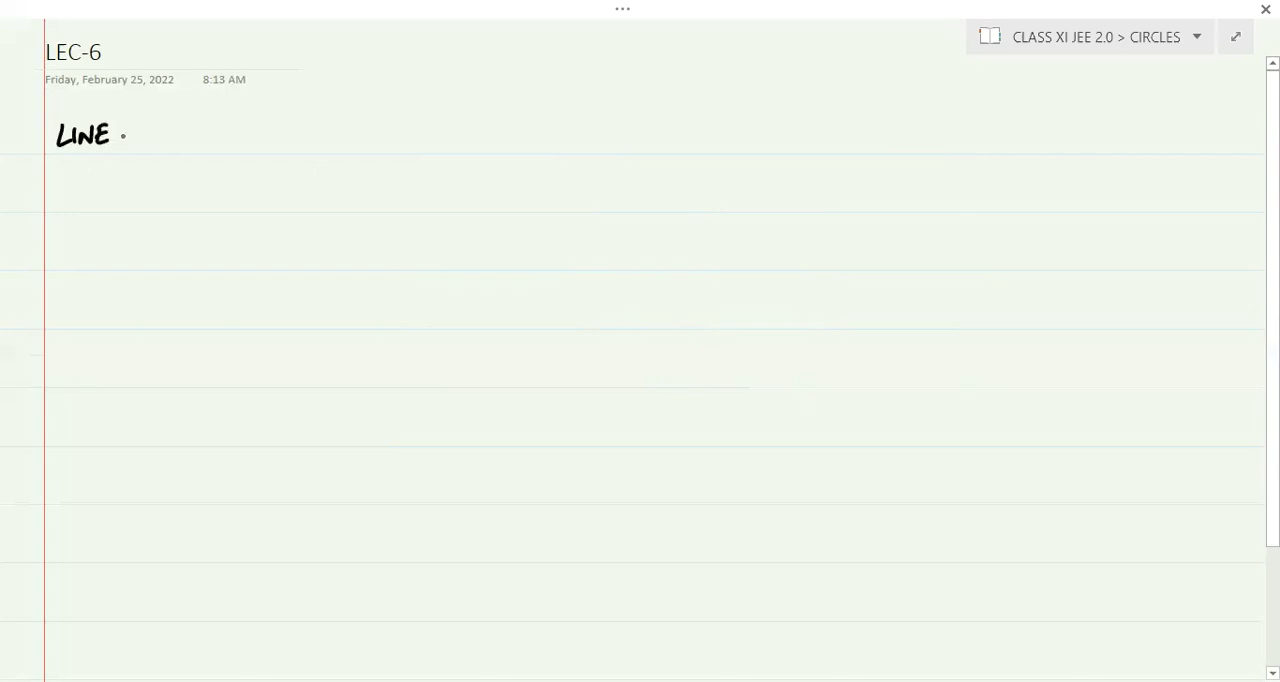 CLASS XI JEE 2.0 > CIRCLES
LEC-6
Friday, February 25, 2022 8:13 AM
LINE